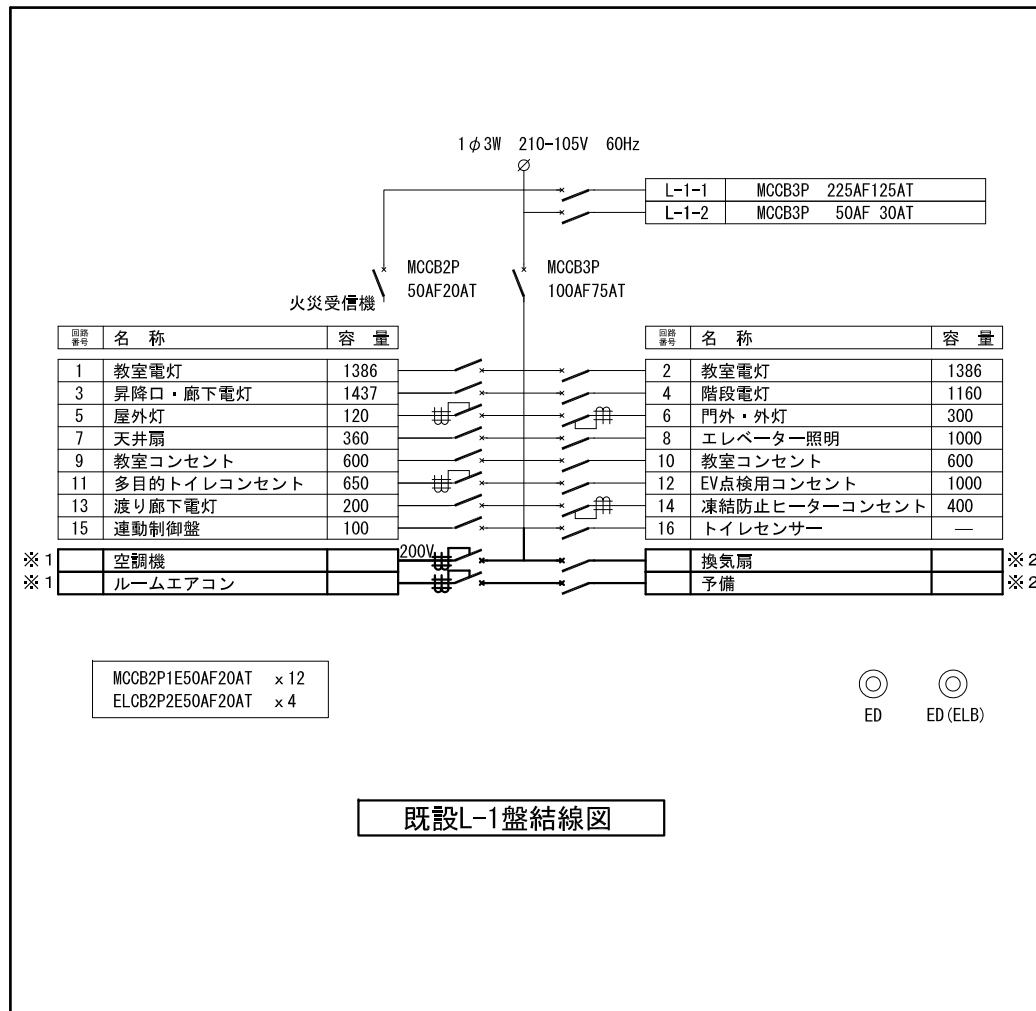 1φ3W 210-105V 60Hz
L-1-1 MCCB3P 225AF125AT
L-1-2 MCCB3P 50AF 30AT
MCCB2P
50AF20AT
MCCB3P
100AF75AT
火災受信機
回路番号 名称 容量
1 教室電灯 1386
3 昇降口・廊下電灯 1437
5 屋外灯 120
7 天井扇 360
9 教室コンセント 600
11 多目的トイレコンセント 650
13 渡り廊下電灯 200
15 連動制御盤 100
※1 空調機 200V
※1 ルームエアコン
回路番号 名称 容量
2 教室電灯 1386
4 階段電灯 1160
6 門外・外灯 300
8 エレベーター照明 1000
10 教室コンセント 600
12 EV点検用コンセント 1000
14 凍結防止ヒーターコンセント 400
16 トイレセンサー ―
換気扇 ※2
予備 ※2
MCCB2P1E50AF20AT x12
ELCB2P2E50AF20AT x4
ED ED(ELB)
既設L-1盤結線図